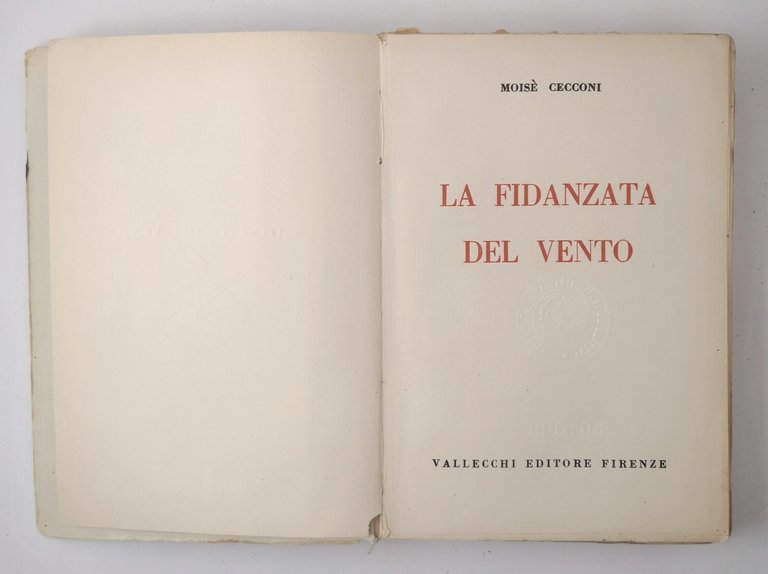 MOISÈ CECCONI
LA FIDANZATA
DEL VENTO
VALLECCHI EDITORE FIRENZE